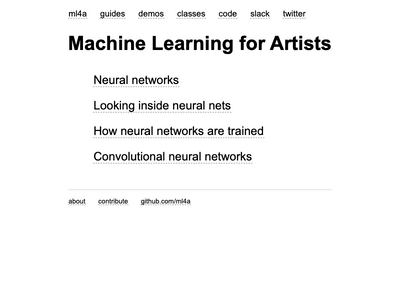 ml4a guides demos classes code slack twitter
Machine Learning for Artists
Neural networks
Looking inside neural nets
How neural networks are trained
Convolutional neural networks
about contribute github.com/ml4a